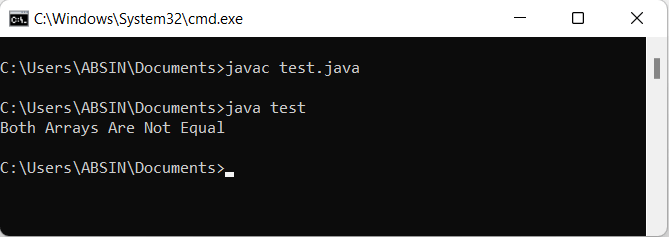 C:\Windows\System32\cmd.exe
C:\Users\ABSIN\Documents>javac test.java
C:\Users\ABSIN\Documents>java test
Both Arrays Are Not Equal
C:\Users\ABSIN\Documents>